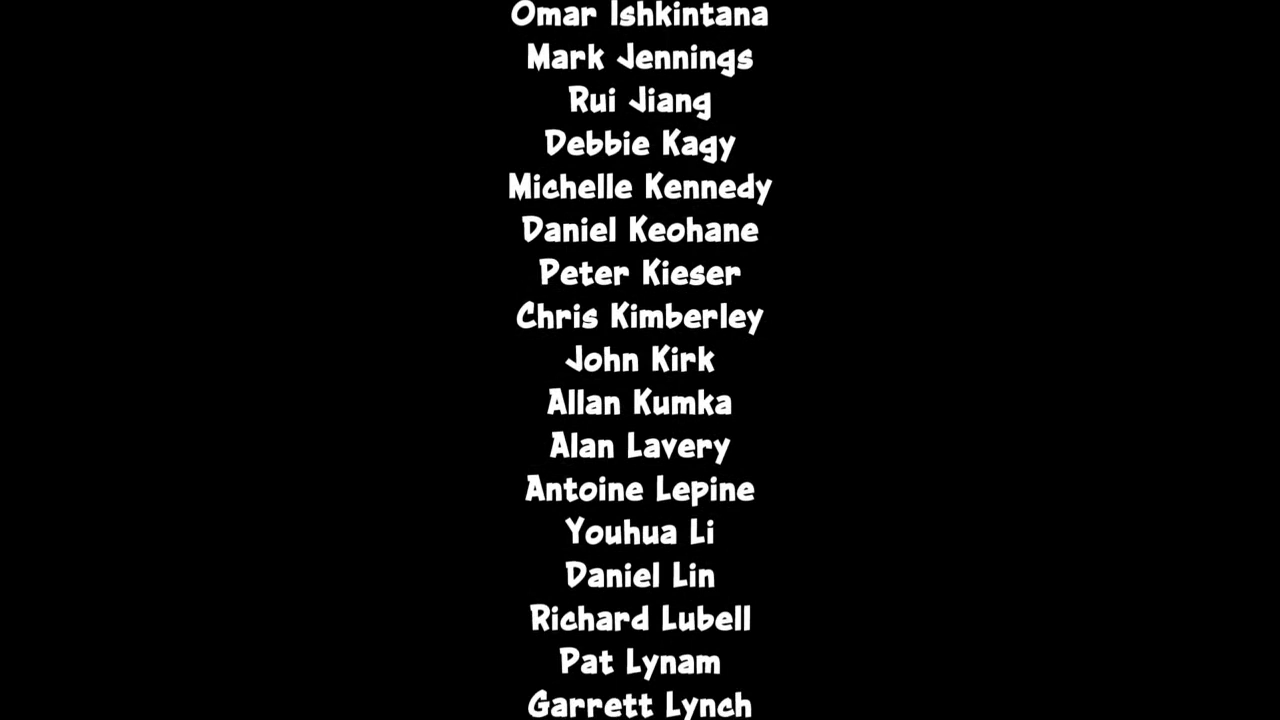 Omar Ishkintana
Mark Jennings
Rui Jiang
Debbie Kagy
Michelle Kennedy
Daniel Keohane
Peter Kieser
Chris Kimberley
John Kirk
Allan Kumka
Alan Lavery
Antoine Lepine
Youhua Li
Daniel Lin
Richard Lubell
Pat Lynam
Garrett Lynch